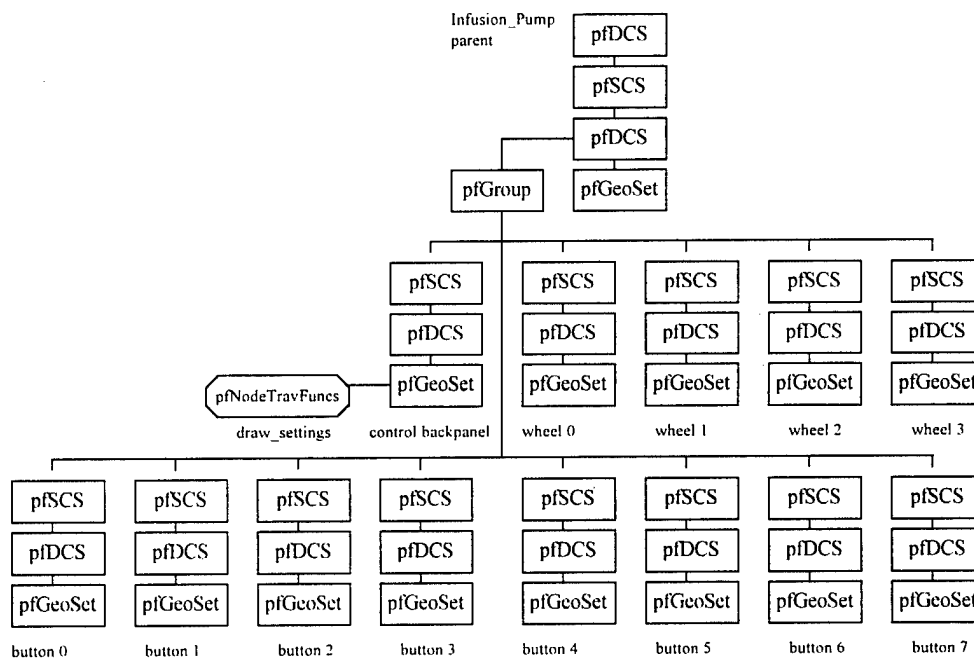 Infusion_Pump
parent
pfDCS
pfSCS
pfDCS
pfGroup
pfGeoSet
pfSCS pfSCS pfSCS pfSCS pfSCS
pfDCS pfDCS pfDCS pfDCS pfDCS
pfGeoSet pfGeoSet pfGeoSet pfGeoSet pfGeoSet
pfNodeTravFuncs
draw_settings control backpanel wheel 0 wheel 1 wheel 2 wheel 3
pfSCS pfSCS pfSCS pfSCS pfSCS pfSCS pfSCS pfSCS
pfDCS pfDCS pfDCS pfDCS pfDCS pfDCS pfDCS pfDCS
pfGeoSet pfGeoSet pfGeoSet pfGeoSet pfGeoSet pfGeoSet pfGeoSet pfGeoSet
button 0 button 1 button 2 button 3 button 4 button 5 button 6 button 7